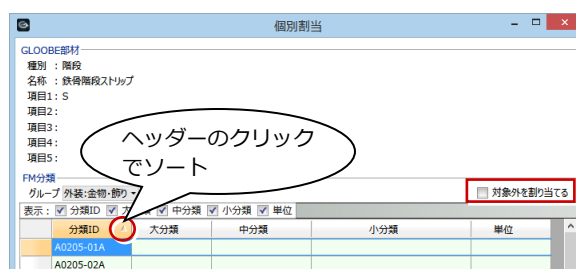 個別割当
GLOOBE部材
種別 : 階段
名称 : 鉄骨階段ストリップ
項目1 : S
項目2 :
項目3 :
項目4 :
項目5 :
ヘッダーのクリック
でソート
FM分類
グループ 外装:金物・飾り
対象外を割り当てる
表示 : 分類ID 中分類 小分類 単位
分類ID 大分類 中分類 小分類 単位
A0205-01A
A0205-02A